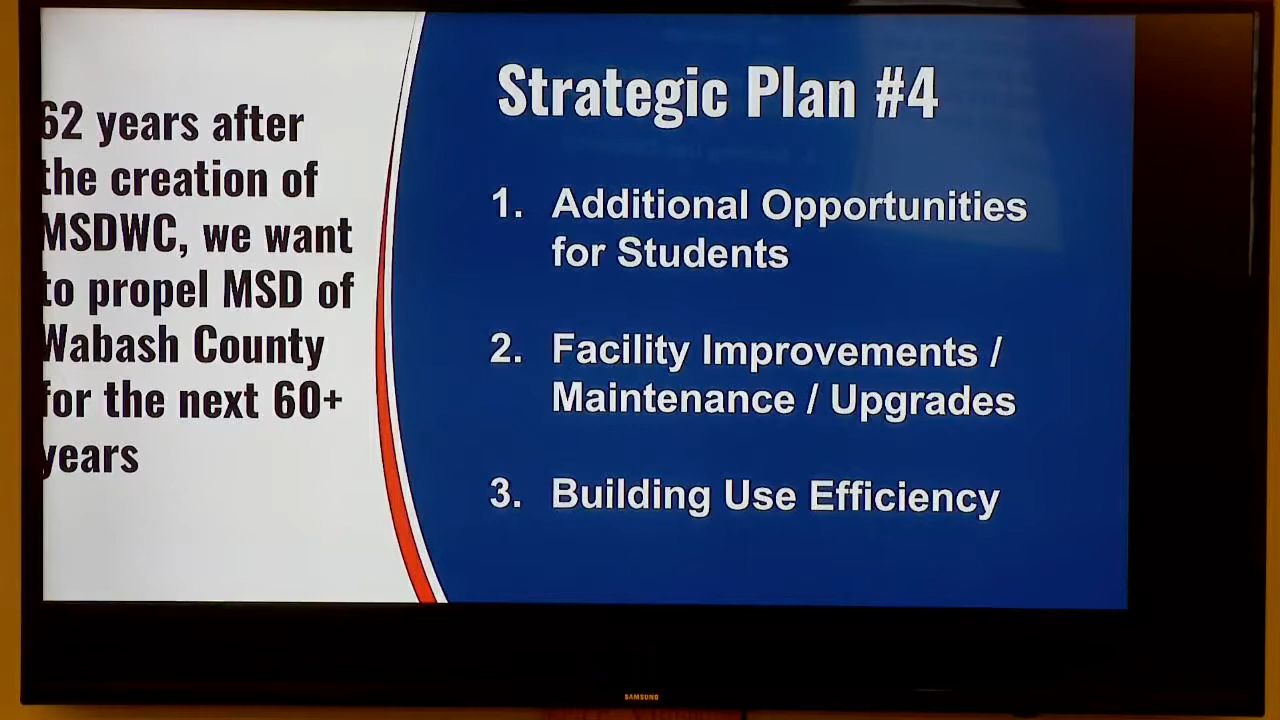 62 years after
the creation of
MSDWC, we want
to propel MSD of
Wabash County
for the next 60+
years
Strategic Plan #4
1. Additional Opportunities
for Students
2. Facility Improvements /
Maintenance / Upgrades
3. Building Use Efficiency
SAMSUNG